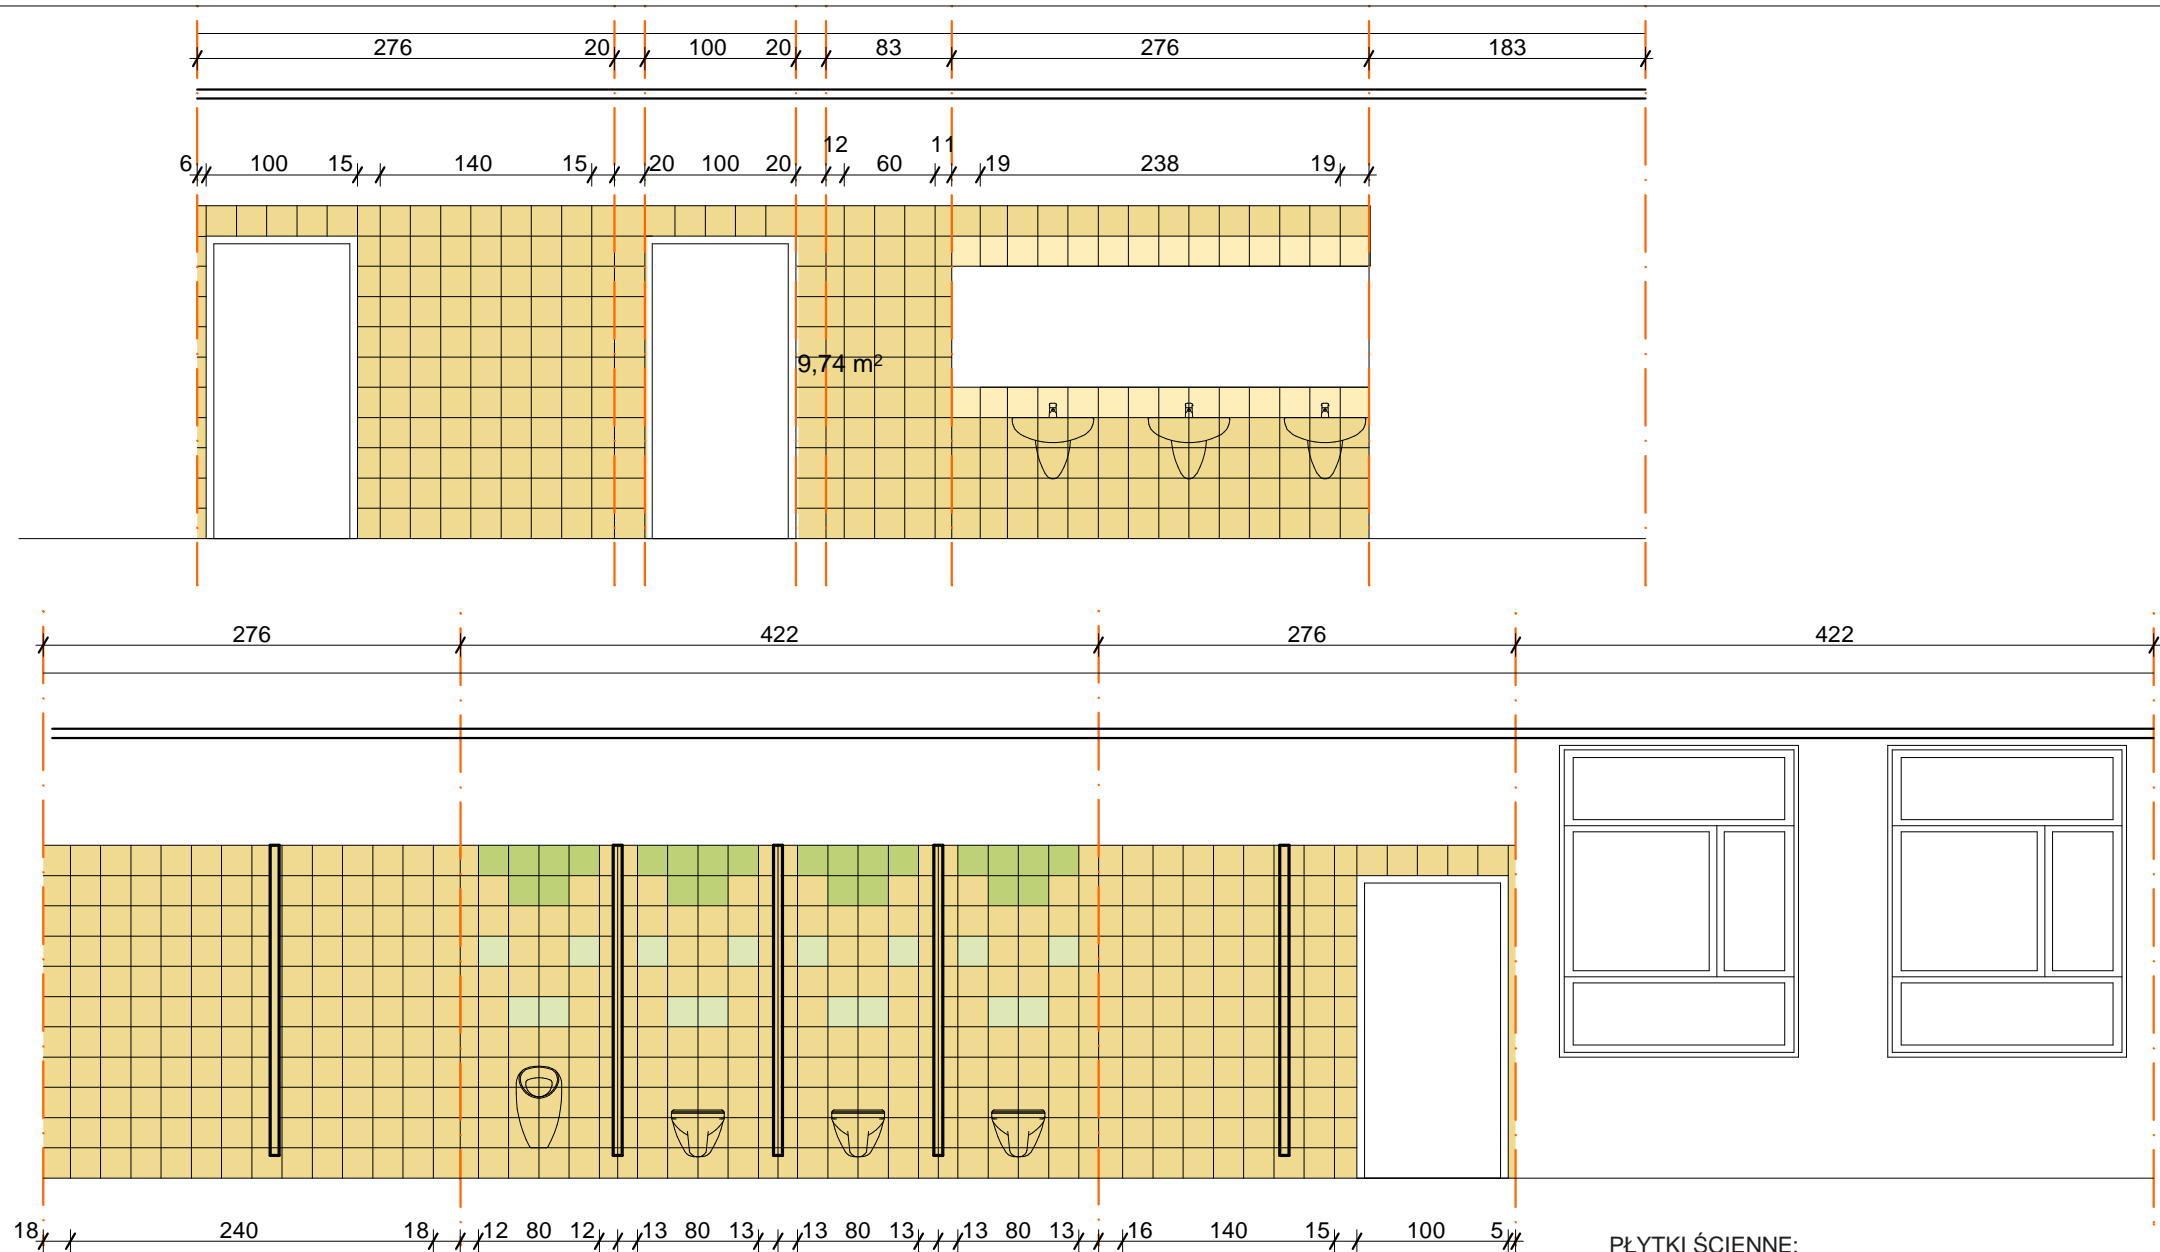 276 20 100 20 83 276 183
12 11
6 100 15 140 15 20 100 20 60 19 238 19
9,74 m²
276 422 276 422
18 240 18 12 80 12 13 80 13 13 80 13 13 80 13 16 140 15 100 5
PŁYTKI ŚCIENNE: